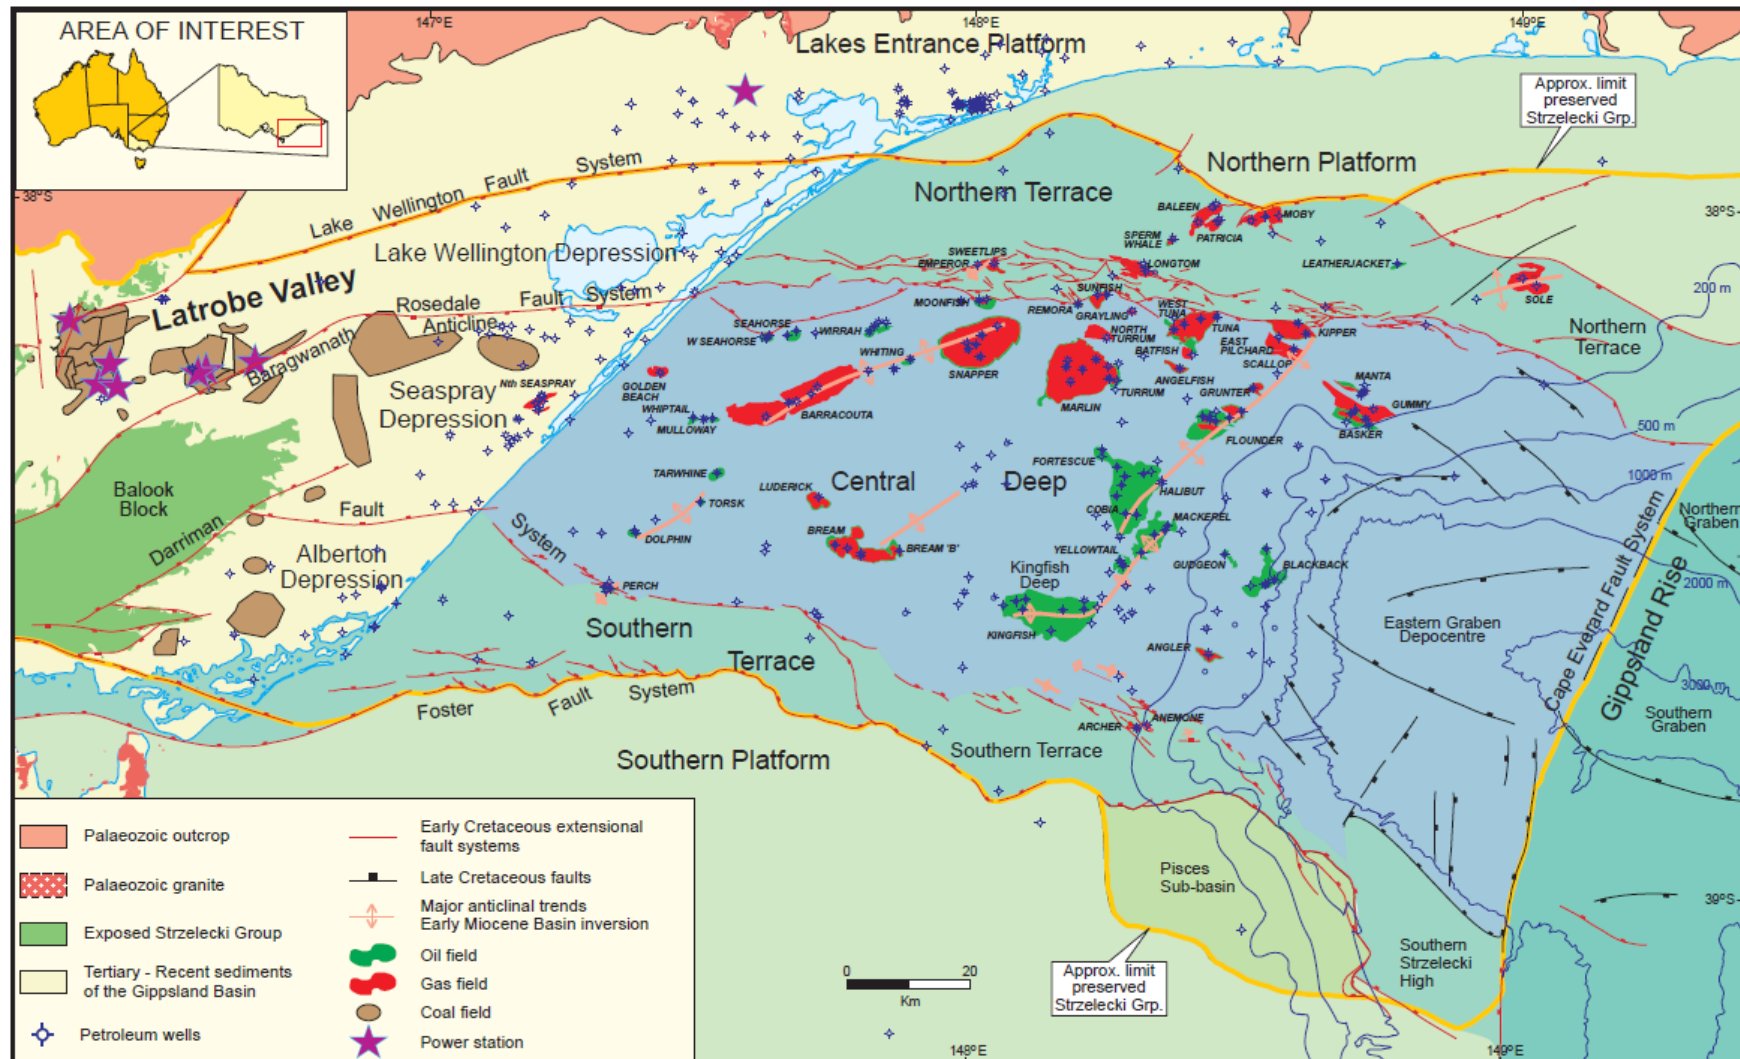 AREA OF INTEREST
147°E
148°E
149°E
Lakes Entrance Platform
Approx. limit
preserved
Strzelecki Grp.
38°S
38°S
Lake Wellington Fault System
Northern Platform
Northern Terrace
Lake Wellington Depression
BALEEN
MOBY
PATRICIA
SPERM
WHALE
LONGTOM
LEATHERJACKET
SWEETLIPS
EMPEROR
SOLE
200 m
Latrobe Valley
Rosedale Fault System
Anticline
Baragwanath
MOONFISH
SUNFISH
REMORA
GRAYLING
WEST
TUNA
TUNA
NORTH
TURRUM
EAST
PILCHARD
KIPPER
SCALLOP
BATFISH
ANGELFISH
GRUNTER
Northern
Terrace
SEAHORSE
W SEAHORSE
WIRRAH
WHITING
SNAPPER
MARLIN
TURRUM
MANTA
GUMMY
BASKER
Seaspray
Depression
Nth SEASPRAY
GOLDEN
BEACH
WHIPTAIL
MULLOWAY
BARRACOUTA
FLOUNDER
500 m
1000 m
Balook
Block
TARWHINE
TORSK
DOLPHIN
LUDERICK
Central Deep
FORTESCUE
HALIBUT
COBIA
MACKEREL
Northern
Graben
Darriman Fault System
BREAM
BREAM 'B'
YELLOWTAIL
GUDGEON
BLACKBACK
Alberton
Depression
PERCH
Kingfish
Deep
KINGFISH
2000 m
Eastern Graben
Depocentre
Cape Everard Fault System
Gippsland Rise
Southern
Terrace
ANGLER
3000 m
Southern
Graben
Foster Fault System
ARCHER
ANEMONE
Southern Terrace
Southern Platform
Pisces
Sub-basin
Southern
Strzelecki
High
39°S
Approx. limit
preserved
Strzelecki Grp.
0 20
Km
148°E
149°E
Palaeozoic outcrop
Palaeozoic granite
Exposed Strzelecki Group
Tertiary - Recent sediments
of the Gippsland Basin
Petroleum wells
Early Cretaceous extensional
fault systems
Late Cretaceous faults
Major anticlinal trends
Early Miocene Basin inversion
Oil field
Gas field
Coal field
Power station